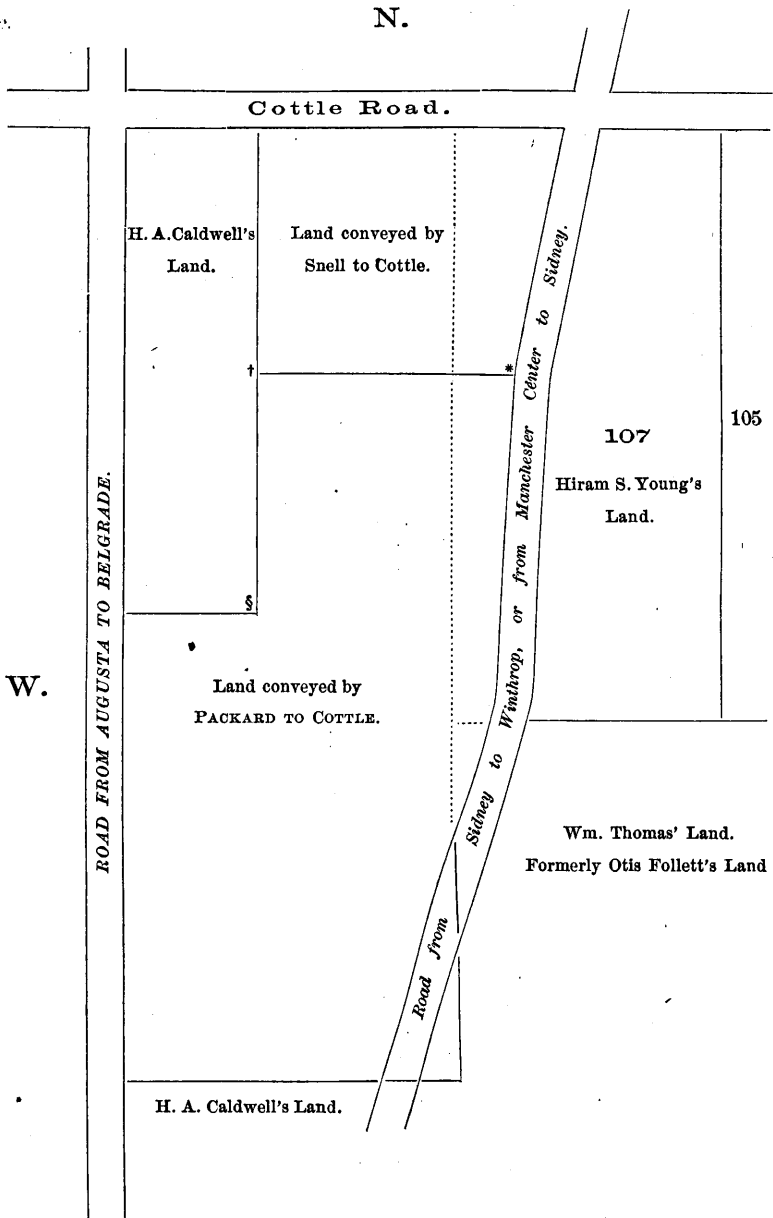 N.
Cottle Road.
H. A. Caldwell's
Land.
Land conveyed by
Snell to Cottle.
†
*
§
107
105
Hiram S. Young's
Land.
ROAD FROM AUGUSTA TO BELGRADE.
Road from Sidney to Winthrop, or from Manchester Center to Sidney.
W.
Land conveyed by
PACKARD TO COTTLE.
Wm. Thomas' Land.
Formerly Otis Follett's Land
H. A. Caldwell's Land.